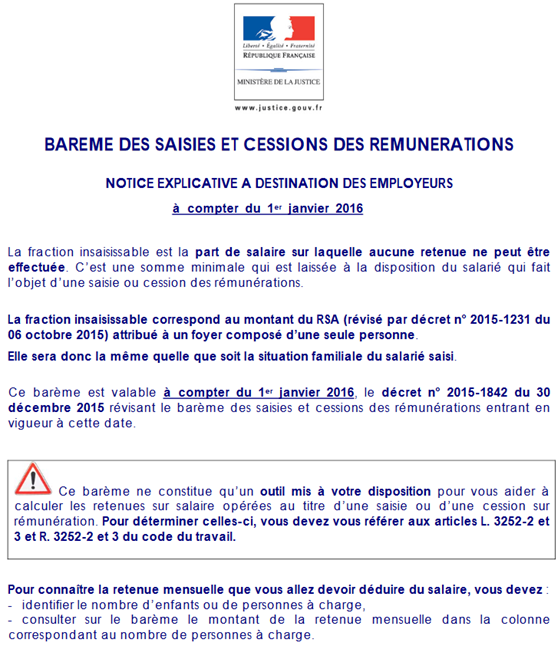 Liberté • Égalité • Fraternité
RÉPUBLIQUE FRANÇAISE
MINISTÈRE DE LA JUSTICE
www.justice.gouv.fr
BAREME DES SAISIES ET CESSIONS DES REMUNERATIONS
NOTICE EXPLICATIVE A DESTINATION DES EMPLOYEURS
à compter du 1er janvier 2016
La fraction insaisissable est la part de salaire sur laquelle aucune retenue ne peut être
effectuée. C'est une somme minimale qui est laissée à la disposition du salarié qui fait
l'objet d'une saisie ou cession des rémunérations.
La fraction insaisissable correspond au montant du RSA (révisé par décret n° 2015-1231 du
06 octobre 2015) attribué à un foyer composé d'une seule personne.
Elle sera donc la même quelle que soit la situation familiale du salarié saisi.
Ce barème est valable à compter du 1er janvier 2016, le décret n° 2015-1842 du 30
décembre 2015 révisant le barème des saisies et cessions des rémunérations entrant en
vigueur à cette date.
Ce barème ne constitue qu'un outil mis à votre disposition pour vous aider à
calculer les retenues sur salaire opérées au titre d'une saisie ou d'une cession sur
rémunération. Pour déterminer celles-ci, vous devez vous référer aux articles L. 3252-2 et
3 et R. 3252-2 et 3 du code du travail.
Pour connaître la retenue mensuelle que vous allez devoir déduire du salaire, vous devez :
- identifier le nombre d'enfants ou de personnes à charge,
- consulter sur le barème le montant de la retenue mensuelle dans la colonne
correspondant au nombre de personnes à charge.